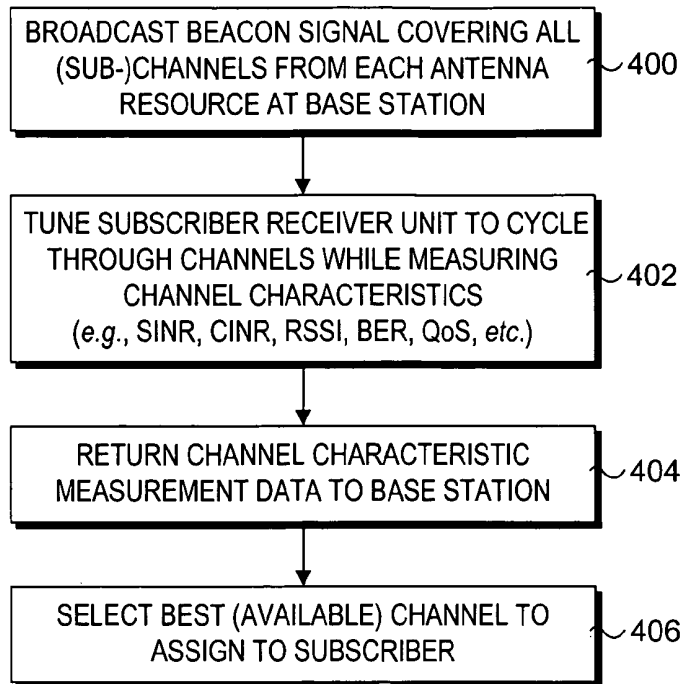 BROADCAST BEACON SIGNAL COVERING ALL
(SUB-)CHANNELS FROM EACH ANTENNA
RESOURCE AT BASE STATION
400
TUNE SUBSCRIBER RECEIVER UNIT TO CYCLE
THROUGH CHANNELS WHILE MEASURING
CHANNEL CHARACTERISTICS
(e.g., SINR, CINR, RSSI, BER, QoS, etc.)
402
RETURN CHANNEL CHARACTERISTIC
MEASUREMENT DATA TO BASE STATION
404
SELECT BEST (AVAILABLE) CHANNEL TO
ASSIGN TO SUBSCRIBER
406